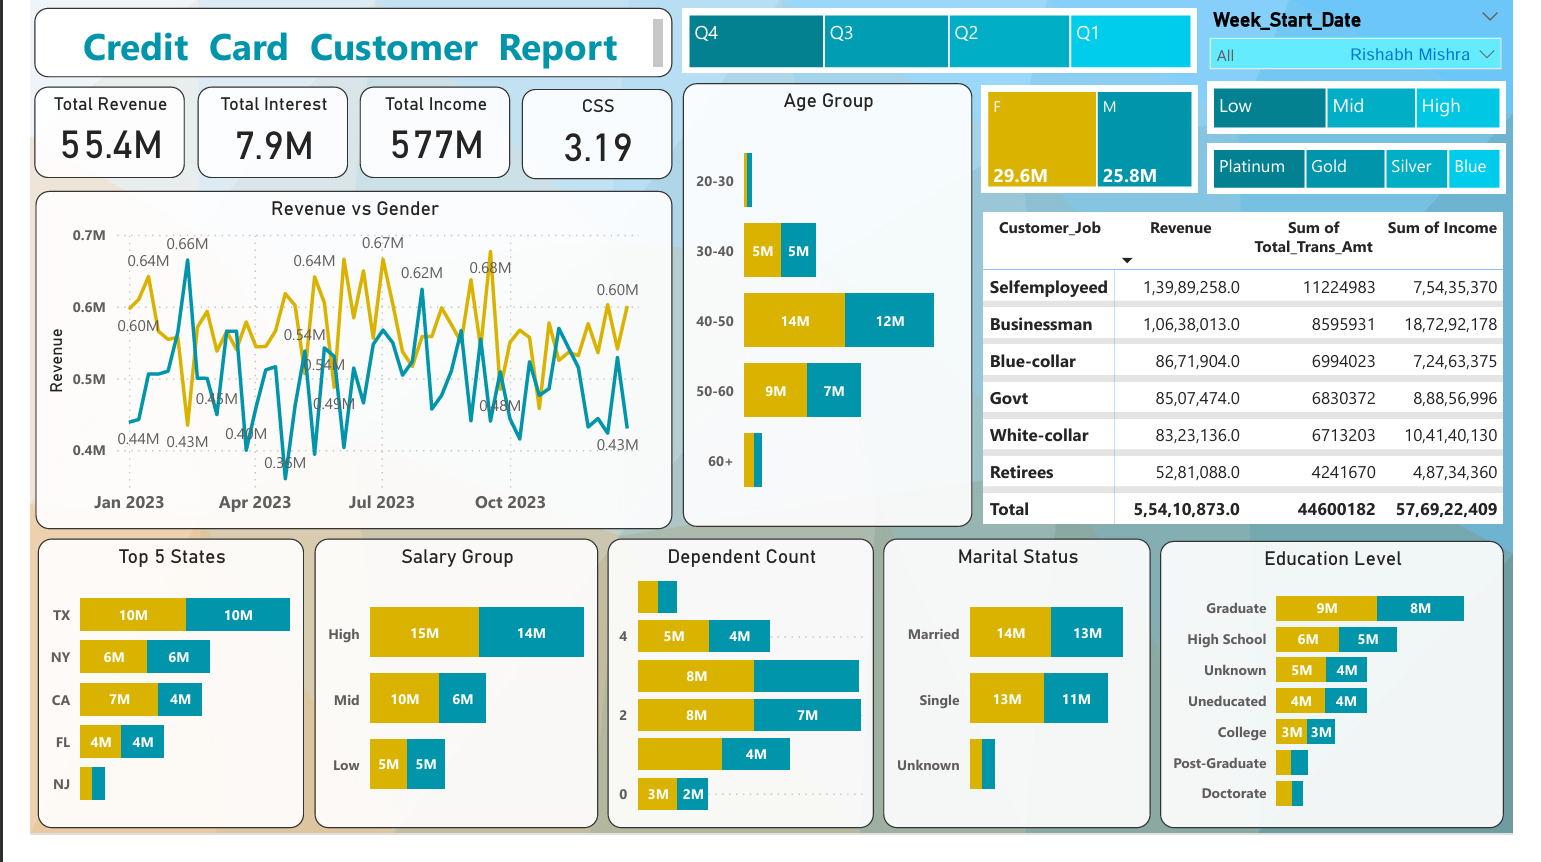 Credit Card Customer Report
Q4 Q3 Q2 Q1
Week_Start_Date
All Rishabh Mishra
Total Revenue
55.4M
Total Interest
7.9M
Total Income
577M
CSS
3.19
Low Mid High
Platinum Gold Silver Blue
F
29.6M
M
25.8M
Revenue vs Gender
Revenue
0.7M
0.6M
0.5M
0.4M
0.66M
0.64M
0.60M
0.44M
0.43M
0.45M
0.40M
0.36M
0.64M
0.54M
0.54M
0.49M
0.67M
0.62M
0.68M
0.48M
0.60M
0.43M
Jan 2023 Apr 2023 Jul 2023 Oct 2023
Age Group
20-30
30-40 5M 5M
40-50 14M 12M
50-60 9M 7M
60+
Customer_Job Revenue Sum of Total_Trans_Amt Sum of Income
Selfemployeed 1,39,89,258.0 11224983 7,54,35,370
Businessman 1,06,38,013.0 8595931 18,72,92,178
Blue-collar 86,71,904.0 6994023 7,24,63,375
Govt 85,07,474.0 6830372 8,88,56,996
White-collar 83,23,136.0 6713203 10,41,40,130
Retirees 52,81,088.0 4241670 4,87,34,360
Total 5,54,10,873.0 44600182 57,69,22,409
Top 5 States
TX 10M 10M
NY 6M 6M
CA 7M 4M
FL 4M 4M
NJ
Salary Group
High 15M 14M
Mid 10M 6M
Low 5M 5M
Dependent Count
4 5M 4M
8M
2 8M 7M
4M
0 3M 2M
Marital Status
Married 14M 13M
Single 13M 11M
Unknown
Education Level
Graduate 9M 8M
High School 6M 5M
Unknown 5M 4M
Uneducated 4M 4M
College 3M 3M
Post-Graduate
Doctorate